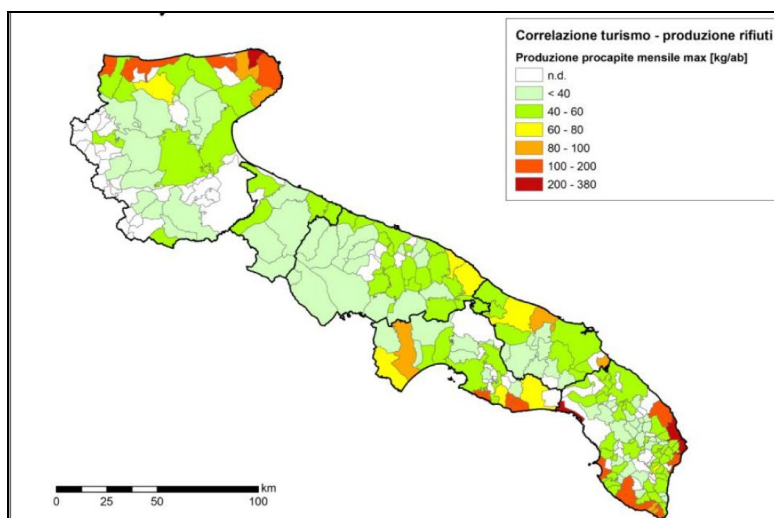 Correlazione turismo - produzione rifiuti
Produzione procapite mensile max [kg/ab]
n.d.
< 40
40 - 60
60 - 80
80 - 100
100 - 200
200 - 380
km
0 25 50 100